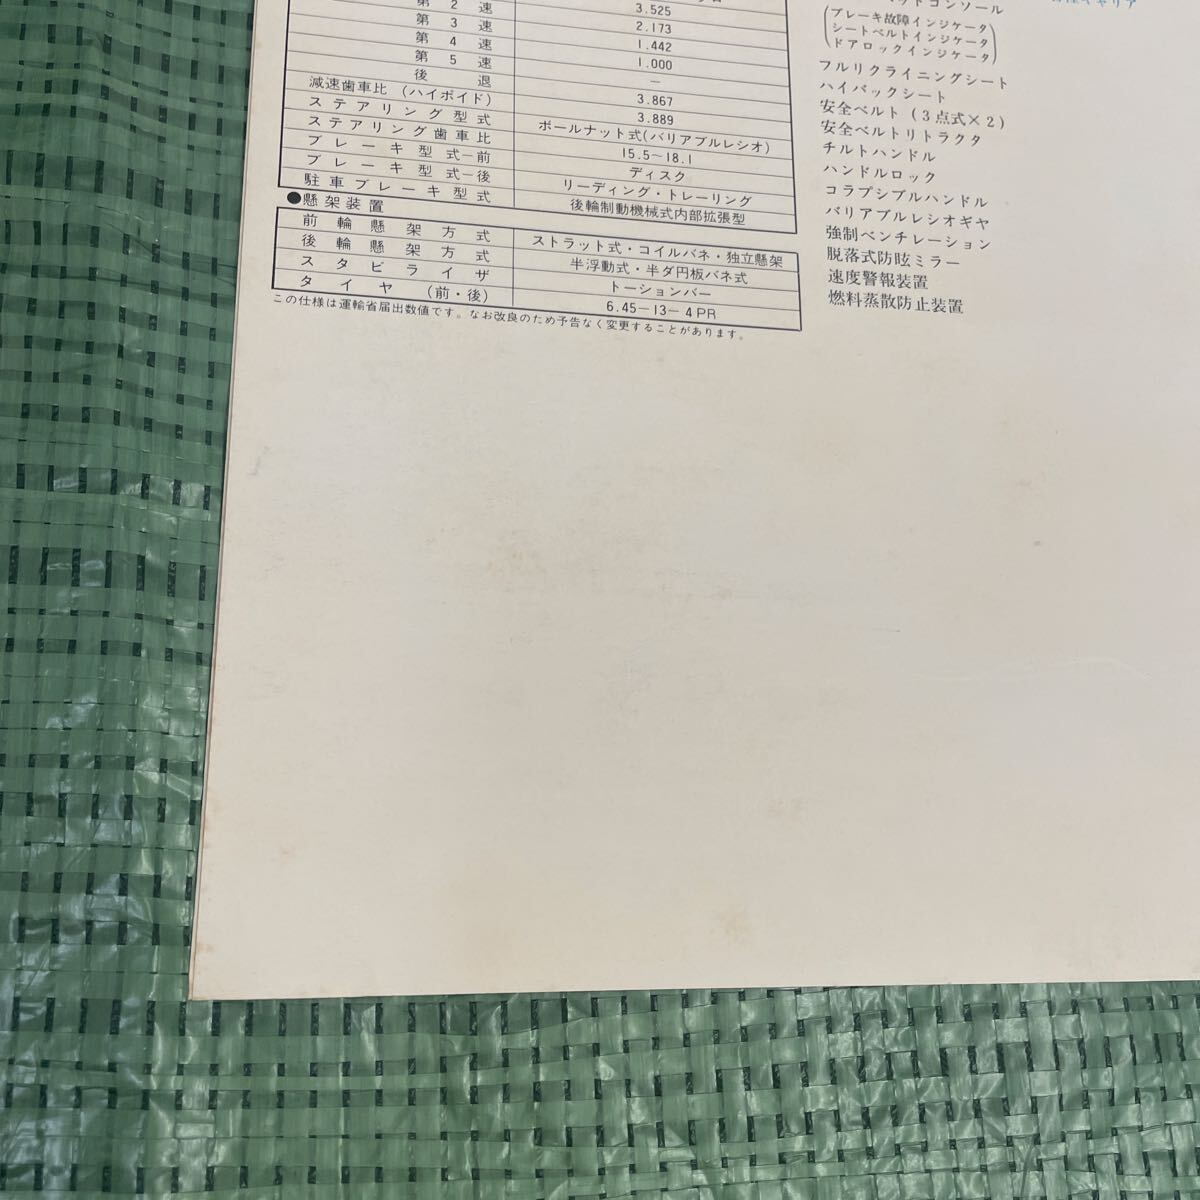 第 2 速 3.525
第 3 速 2.173
第 4 速 1.442
第 5 速 1.000
後 退 —
減速歯車比 (ハイポイド) 3.867
ステアリング型式 3.889
ステアリング歯車比 ボールナット式(バリアブルレシオ)
ブレーキ型式—前 15.5~18.1
ブレーキ型式—後 ディスク
駐車ブレーキ型式 リーディング・トレーリング
後輪制動機械式内部拡張型
●懸架装置
前輪懸架方式 ストラット式・コイルバネ・独立懸架
後輪懸架方式 半浮動式・半ダ円板バネ式
スタビライザ トーションバー
タイヤ (前・後) 6.45−13−4PR
この仕様は運輸省届出数値です。なお改良のため予告なく変更することがあります。
コンソール
(ブレーキ故障インジケータ
シートベルトインジケータ
ドアロックインジケータ)
フルリクライニングシート
ハイバックシート
安全ベルト (3点式×2)
安全ベルトリトラクタ
チルトハンドル
ハンドルロック
コラプシブルハンドル
バリアブルレシオギヤ
強制ベンチレーション
脱落式防眩ミラー
速度警報装置
燃料蒸散防止装置
キャリア